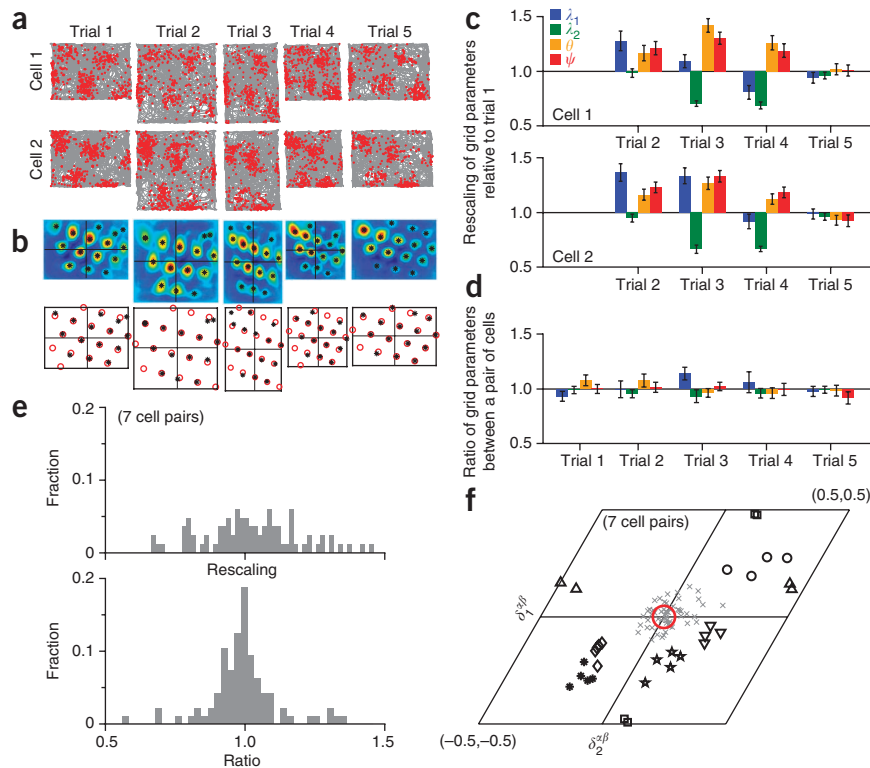 a
Trial 1 Trial 2 Trial 3 Trial 4 Trial 5
Cell 1
Cell 2
b
c
Rescaling of grid parameters
relative to trial 1
1.5
1.0
0.5
λ1
λ2
θ
ψ
Cell 1
Trial 2 Trial 3 Trial 4 Trial 5
1.5
1.0
0.5
Cell 2
Trial 2 Trial 3 Trial 4 Trial 5
d
Ratio of grid parameters
between a pair of cells
1.5
1.0
0.5
Trial 1 Trial 2 Trial 3 Trial 4 Trial 5
e
(7 cell pairs)
Fraction
0.2
0.1
0
Rescaling
Fraction
0.2
0.1
0
0.5 1.0 1.5
Ratio
f
(0.5,0.5)
(7 cell pairs)
δ1^αβ
(–0.5,–0.5)
δ2^αβ